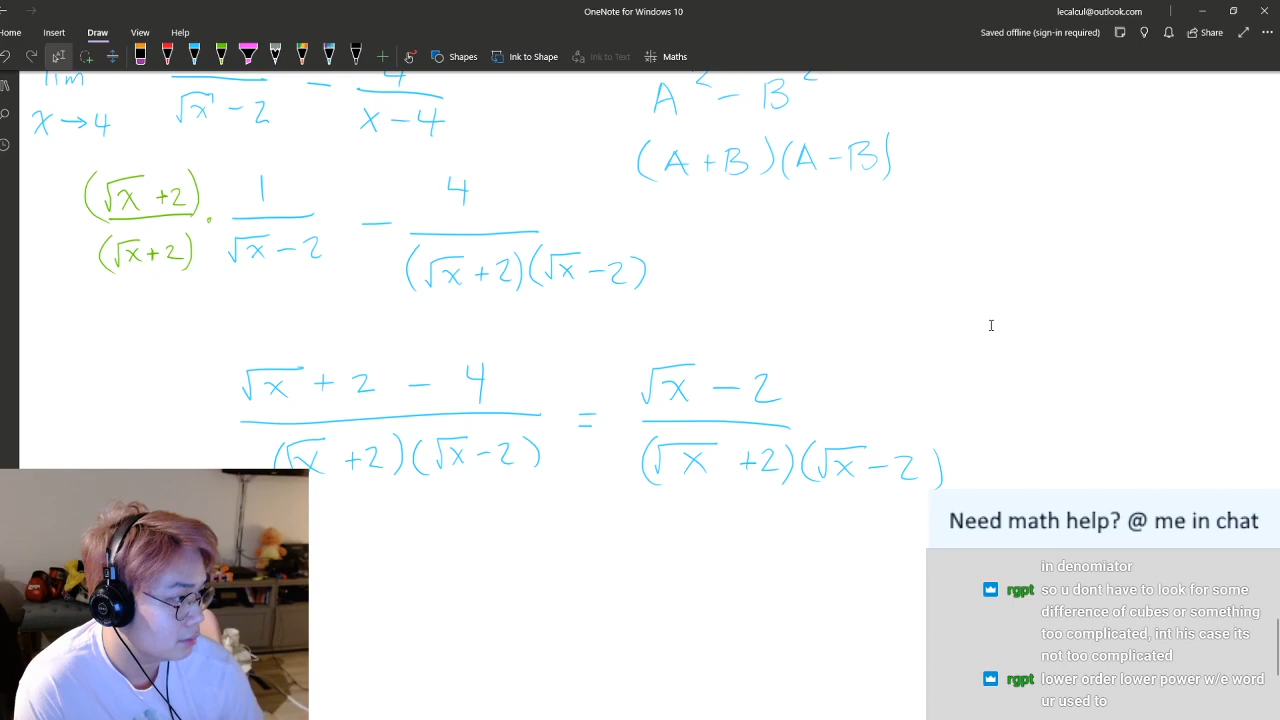 OneNote for Windows 10
lecalcul@outlook.com
Home Insert Draw View Help
Saved offline (sign-in required) Share
Shapes Ink to Shape Ink to Text Maths
lim √x - 2 - 4 x - 4
x → 4
A² - B²
(A + B)(A - B)
(√x + 2) / (√x + 2) · 1 / (√x - 2) - 4 / (√x + 2)(√x - 2)
√x + 2 - 4 / (√x + 2)(√x - 2) = √x - 2 / (√x + 2)(√x - 2)
Need math help? @ me in chat
in denomiator
rgpt so u dont have to look for some
difference of cubes or something
too complicated, int his case its
not too complicated
rgpt lower order lower power w/e word
ur used to